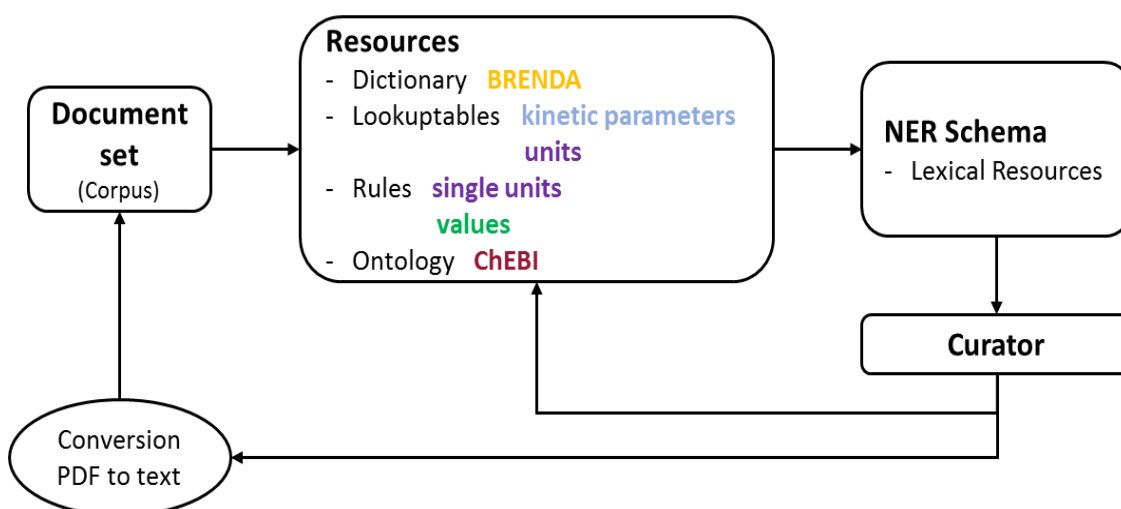 Document
set
(Corpus)
Resources
- Dictionary BRENDA
- Lookuptables kinetic parameters
units
- Rules single units
values
- Ontology ChEBI
NER Schema
- Lexical Resources
Curator
Conversion
PDF to text